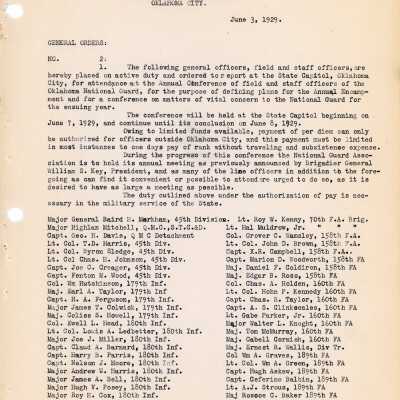 OKLAHOMA CITY.
June 3, 1929.
GENERAL ORDERS:
NO. 2:
1. The following general officers, field and staff officers, are
hereby placed on active duty and ordered to report at the State Capitol, Oklahoma
City, for attendance at the Annual Conference of field and staff officers of the
Oklahoma National Guard, for the purpose of defining plans for the Annual Encamp-
ment and for a conference on matters of vital concern to the National Guard for
the ensuing year.
The conference will be held at the State Capitol beginning on
June 7, 1929, and continue until its conclusion on June 8, 1929.
Owing to limited funds available, payment of per diem can only
be authorized for officers outside Oklahoma City, and this payment must be limited
in most instances to one days pay of rank without traveling and subsistence expense.
During the progress of this conference the National Guard Asso-
ciation is to hold its annual meeting as previously announced by Brigadier General
William S. Key, President, and as many of the line officers in addition to the fore-
going as can find it convenient or possible to attend are urged to do so, as it is
desired to have as large a meeting as possible.
The duty outlined above under the authorization of pay is nec-
essary in the military service of the State.
Major General Baird H. Markham, 45th Division. Lt. Roy W. Kenny, 70th F.A. Brig.
Major Highlan Mitchell, Q.M.C.,S.T.S&D. Lt Hal Muldrow, Jr. " " "
Capt. Geo. H. Davis, Q M C Detachment Col. Grover C. Wamsley, 158th F.A.
Lt. Col. T.D. Harris, 45th Div. Lt. Col. John D. Brown, 158th F.A.
Lt. Col. Byron Sledge, 45th Div. Capt. E.R. Campbell, 158th F.A.
Lt. Col Chas. H. Johnson, 45th Div. Capt. Marion D. Woodworth, 158th FA
Capt. Joe C. Creager, 45th Div. Maj. Daniel F. Goldiron, 158th FA
Capt. Fenton M. Wood, 45th Div. Maj. Edgar B. Ross, 158th FA
Col. Wm Hutchinson, 179th Inf. Col. Chas. A. Holden, 160th FA
Maj. Earl A. Taylor, 179th Inf. Lt. Col. John F. Kennedy 160th FA
Capt. H. A. Ferguson, 179th Inf. Capt. Chas. R. Taylor, 160th FA
Major James T. Colwick, 179th Inf. Capt. A. S. Clinkscales, 160th FA
Major Celise S. Howell, 179th Inf. Lt. Gabe Parker, Jr. 160th FA
Col. Ewell L. Head, 180th Inf. Major Walter L. Knoght, 160th FA
Lt. Col. Louis A. Ledbetter, 180th Inf. Maj. Tom McMurray, 160th FA
Major Joe J. Miller, 180th Inf. Maj. Cabell Cornish, 160th FA
Capt. Claud A. Barnard, 180th Inf. Maj. Ernest R. Wallis, Div Tr
Capt. Harry S. Parris, 180th Inf. Col Wm A. Graves, 189th FA
Capt. Nelson J. Moore, 180th Inf. Lt. Col. Wm A. Green, 189th FA
Major Andrew W. Harris, 180th Inf. Capt. Hugh Askew, 189th FA
Major James A. Bell, 180th Inf. Capt. Ceferino Balkin, 189th FA
Major Hugh V. Posey, 180th Inf. Lt. A.J. Strous, 189th FA
Major Roy H. Cox, 180th Inf. Maj Roscoe C. Baker 189th FA